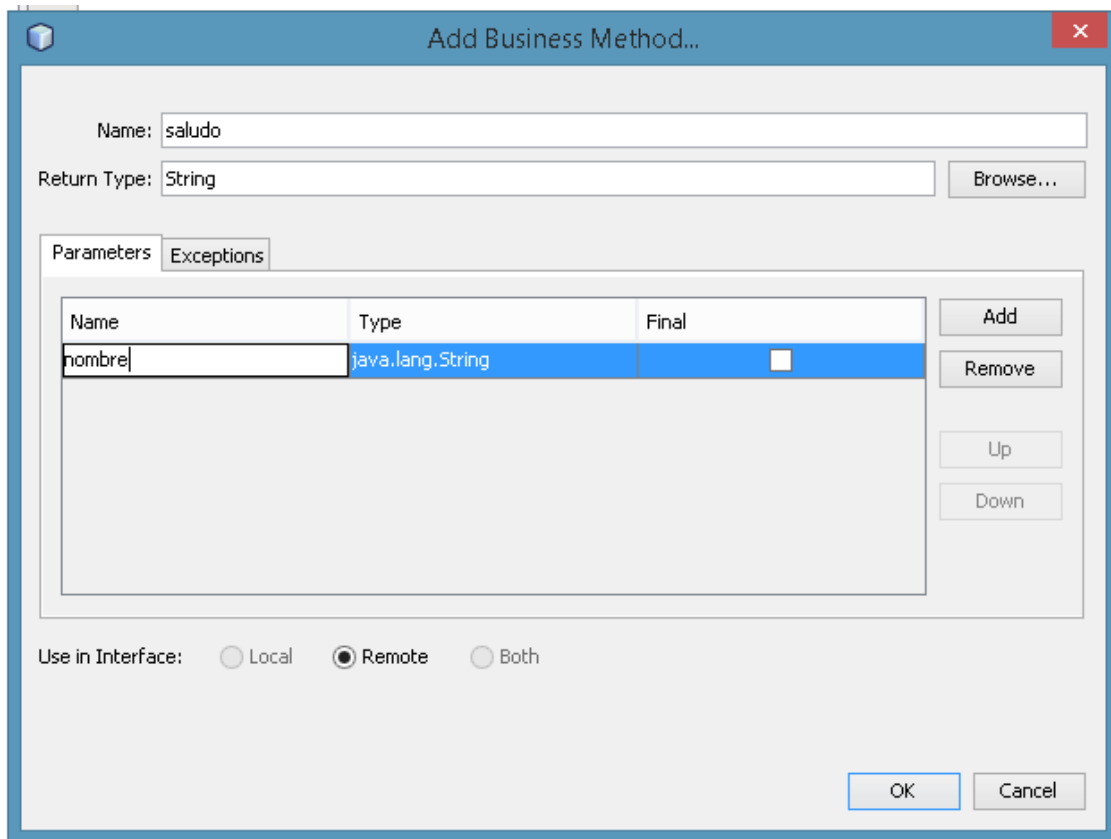 Add Business Method...
Name: saludo
Return Type: String Browse...
Parameters Exceptions
Name Type Final Add
nombre java.lang.String Remove
Up
Down
Use in Interface: Local Remote Both
OK Cancel